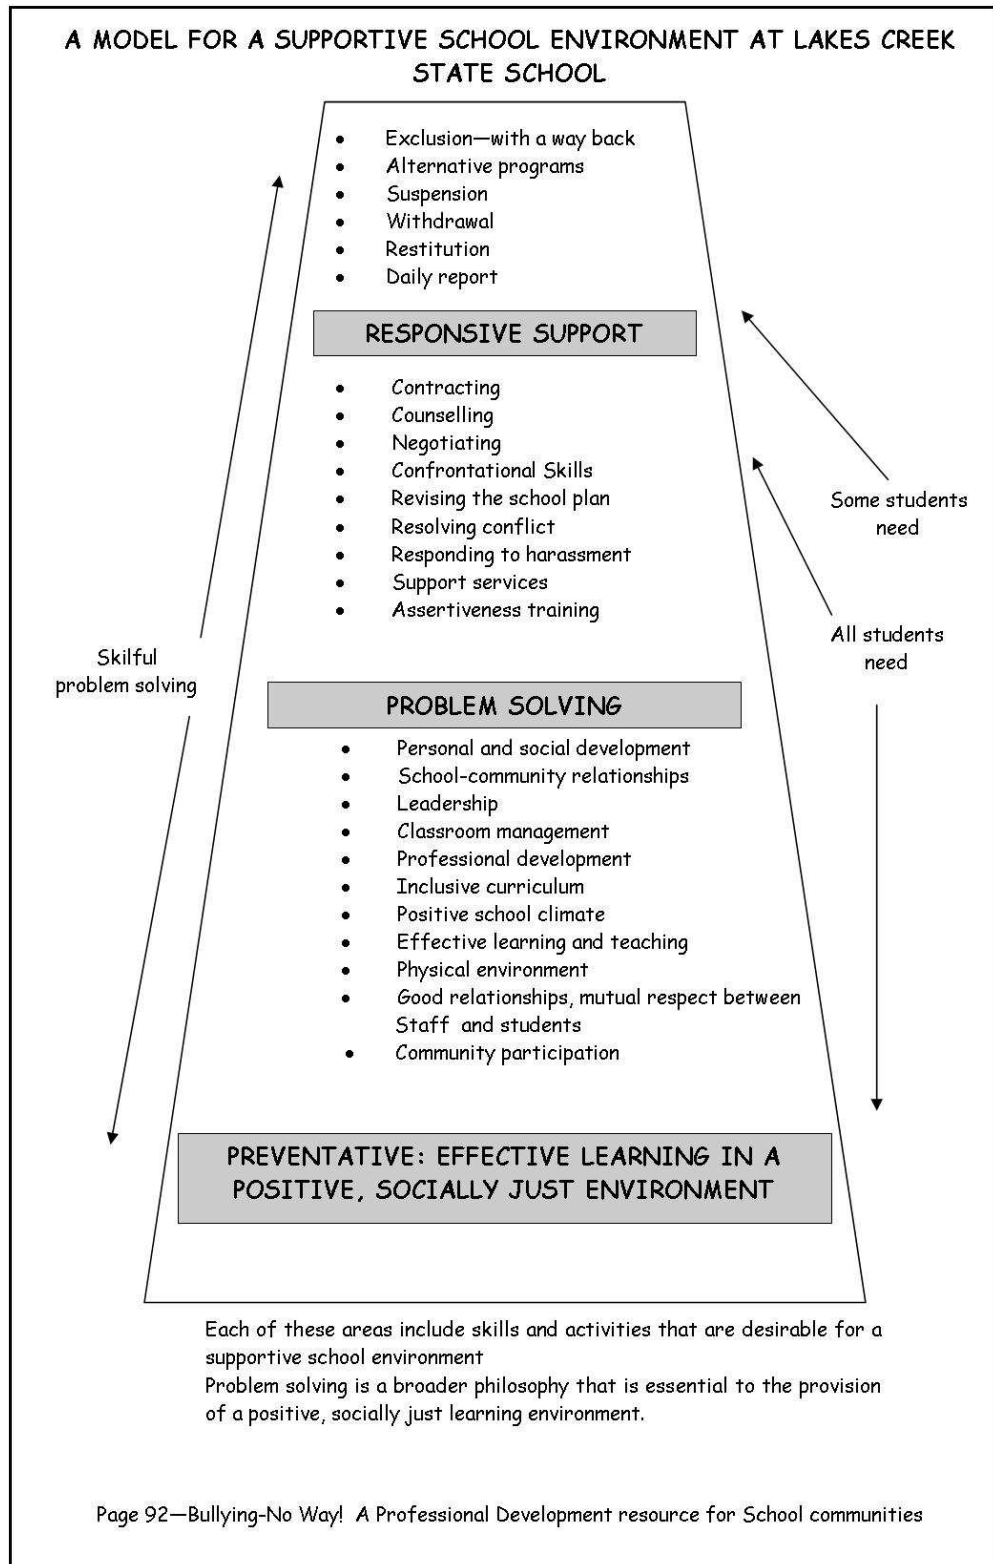 A MODEL FOR A SUPPORTIVE SCHOOL ENVIRONMENT AT LAKES CREEK
STATE SCHOOL
• Exclusion—with a way back
• Alternative programs
• Suspension
• Withdrawal
• Restitution
• Daily report
RESPONSIVE SUPPORT
• Contracting
• Counselling
• Negotiating
• Confrontational Skills
• Revising the school plan
• Resolving conflict
• Responding to harassment
• Support services
• Assertiveness training
Some students
need
All students
need
Skilful
problem solving
PROBLEM SOLVING
• Personal and social development
• School-community relationships
• Leadership
• Classroom management
• Professional development
• Inclusive curriculum
• Positive school climate
• Effective learning and teaching
• Physical environment
• Good relationships, mutual respect between
Staff and students
• Community participation
PREVENTATIVE: EFFECTIVE LEARNING IN A
POSITIVE, SOCIALLY JUST ENVIRONMENT
Each of these areas include skills and activities that are desirable for a
supportive school environment
Problem solving is a broader philosophy that is essential to the provision
of a positive, socially just learning environment.
Page 92—Bullying-No Way! A Professional Development resource for School communities